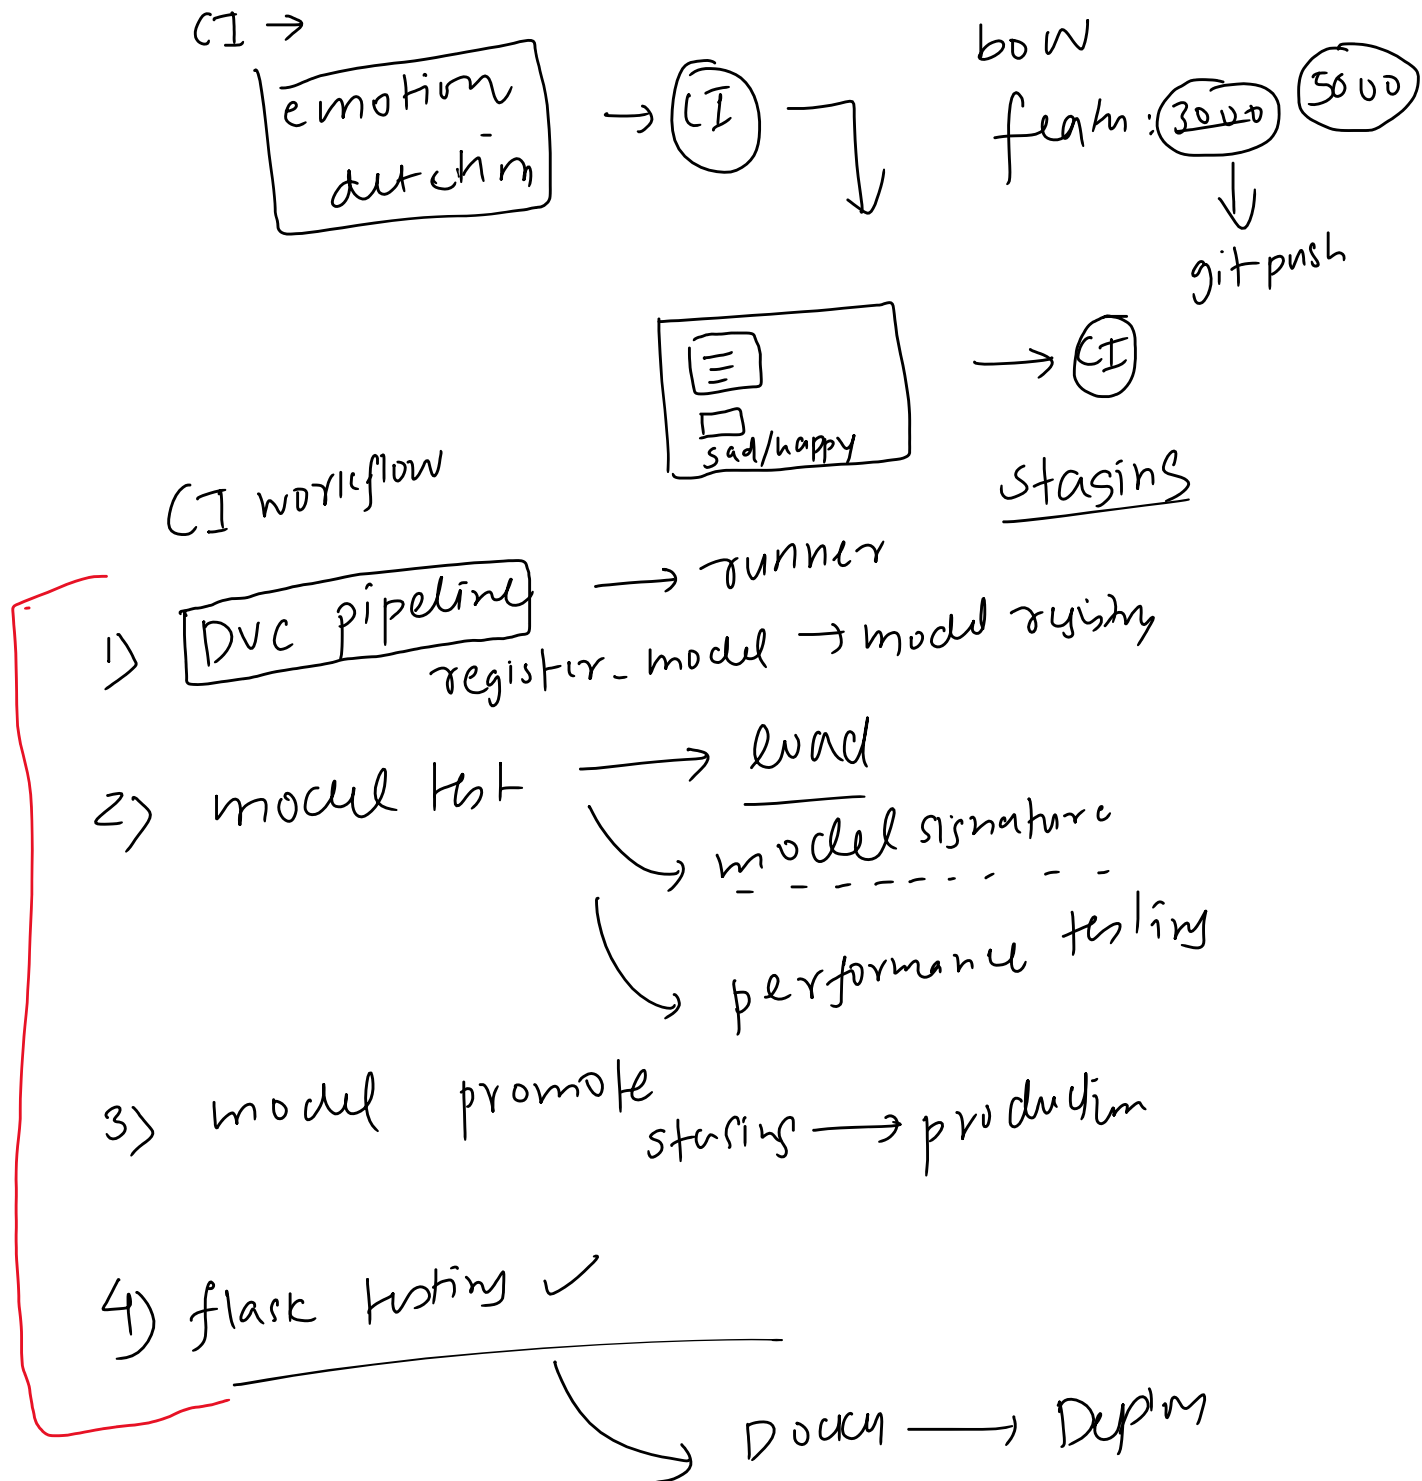 CI →
emotion
detection
→ CI
bow
featn: 3000 5000
git push
sad/happy
→ CI
staging
CI workflow
1) DVC pipeline → runner
register_model → model registry
2) model test → load
→ model signature
→ performance testing
3) model promote
staging → production
4) flask testing ✓
Docker → Deploy